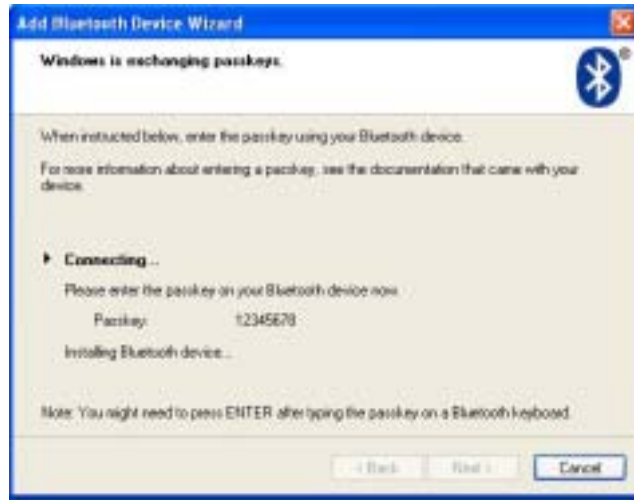 Add Bluetooth Device Wizard
Windows is exchanging passkeys.
®
When instructed below, enter the passkey using your Bluetooth device.
For more information about entering a passkey, see the documentation that came with your
device.
Connecting...
Please enter the passkey on your Bluetooth device now.
Passkey: 12345678
Installing Bluetooth device...
Note: You might need to press ENTER after typing the passkey on a Bluetooth keyboard.
< Back Next > Cancel